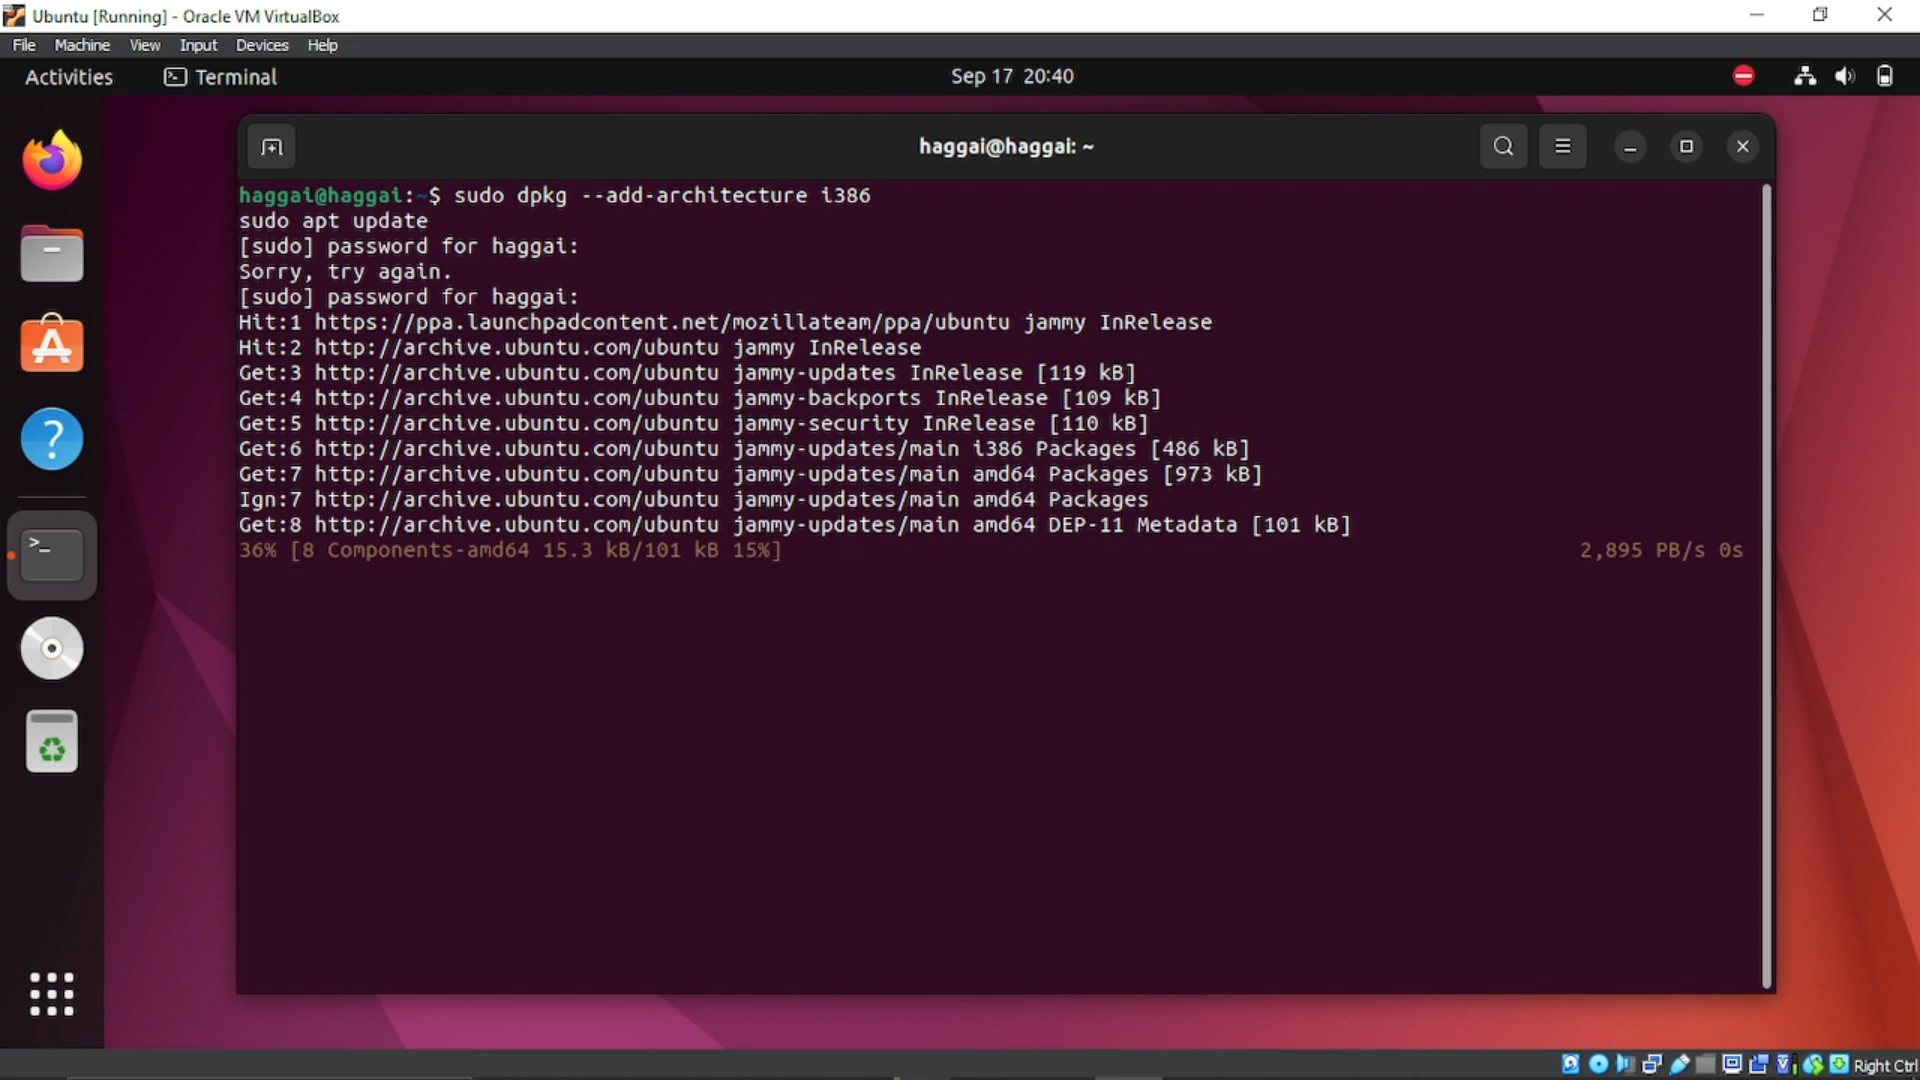 Ubuntu [Running] - Oracle VM VirtualBox
File Machine View Input Devices Help
Activities Terminal Sep 17 20:40
haggai@haggai: ~
haggai@haggai:~$ sudo dpkg --add-architecture i386
sudo apt update
[sudo] password for haggai:
Sorry, try again.
[sudo] password for haggai:
Hit:1 https://ppa.launchpadcontent.net/mozillateam/ppa/ubuntu jammy InRelease
Hit:2 http://archive.ubuntu.com/ubuntu jammy InRelease
Get:3 http://archive.ubuntu.com/ubuntu jammy-updates InRelease [119 kB]
Get:4 http://archive.ubuntu.com/ubuntu jammy-backports InRelease [109 kB]
Get:5 http://archive.ubuntu.com/ubuntu jammy-security InRelease [110 kB]
Get:6 http://archive.ubuntu.com/ubuntu jammy-updates/main i386 Packages [486 kB]
Get:7 http://archive.ubuntu.com/ubuntu jammy-updates/main amd64 Packages [973 kB]
Ign:7 http://archive.ubuntu.com/ubuntu jammy-updates/main amd64 Packages
Get:8 http://archive.ubuntu.com/ubuntu jammy-updates/main amd64 DEP-11 Metadata [101 kB]
36% [8 Components-amd64 15.3 kB/101 kB 15%] 2,895 PB/s 0s
Right Ctrl